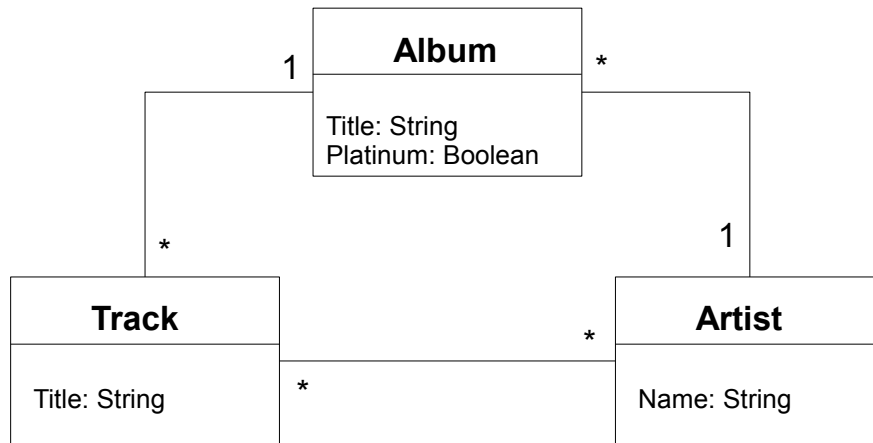 Album
1
*
Title: String
Platinum: Boolean
*
1
Track
Artist
*
*
Title: String
Name: String